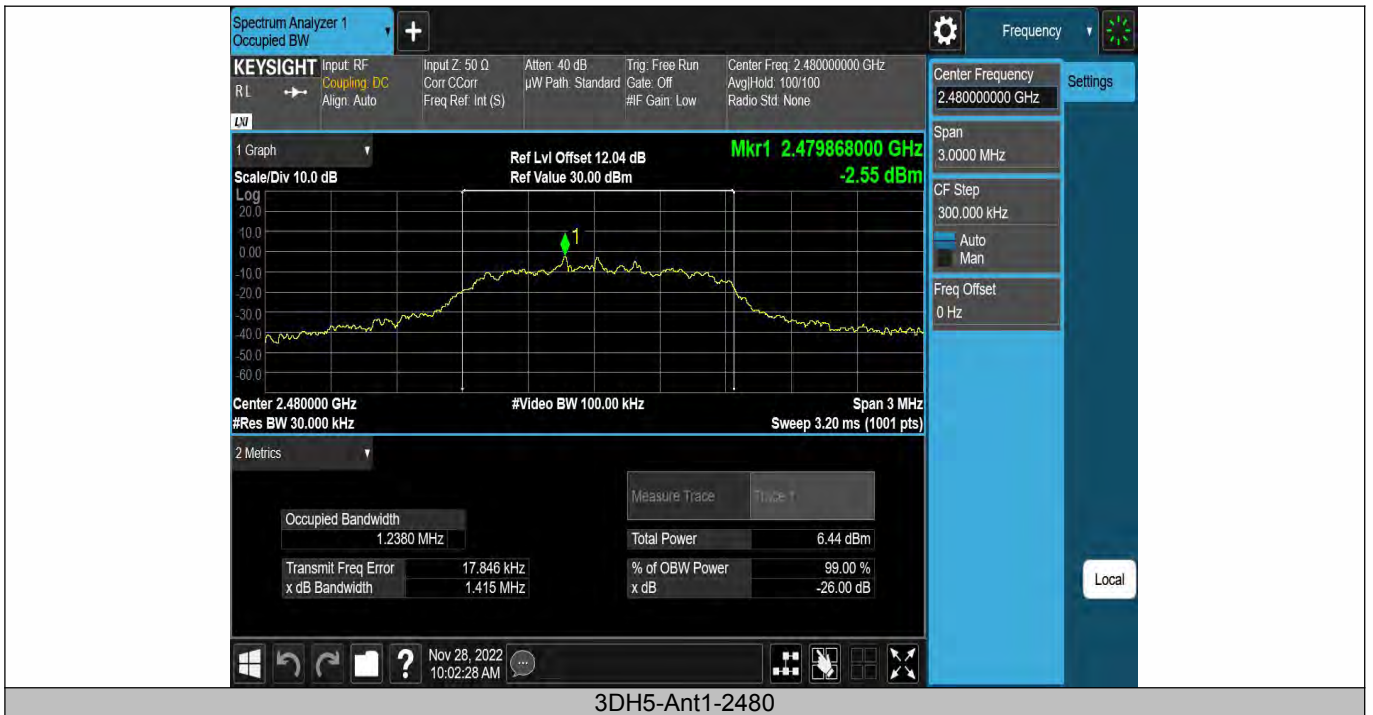 Spectrum Analyzer 1
Occupied BW
+
Frequency
KEYSIGHT Input: RF Input Z: 50 Ω Atten: 40 dB Trig: Free Run Center Freq: 2.480000000 GHz
RL Coupling: DC Corr CCorr µW Path: Standard Gate: Off Avg|Hold: 100/100
Align: Auto Freq Ref: Int (S) #IF Gain: Low Radio Std: None
LXI
Center Frequency
2.480000000 GHz
Settings
Span
3.0000 MHz
CF Step
300.000 kHz
Auto
Man
Freq Offset
0 Hz
Local
1 Graph
Ref Lvl Offset 12.04 dB
Mkr1 2.479868000 GHz
Scale/Div 10.0 dB
Ref Value 30.00 dBm
-2.55 dBm
Log
20.0
10.0
0.00
-10.0
-20.0
-30.0
-40.0
-50.0
-60.0
1
Center 2.480000 GHz #Video BW 100.00 kHz Span 3 MHz
#Res BW 30.000 kHz Sweep 3.20 ms (1001 pts)
2 Metrics
Measure Trace Trace 1
Occupied Bandwidth
1.2380 MHz
Total Power 6.44 dBm
Transmit Freq Error 17.846 kHz % of OBW Power 99.00 %
x dB Bandwidth 1.415 MHz x dB -26.00 dB
?
Nov 28, 2022
10:02:28 AM
3DH5-Ant1-2480